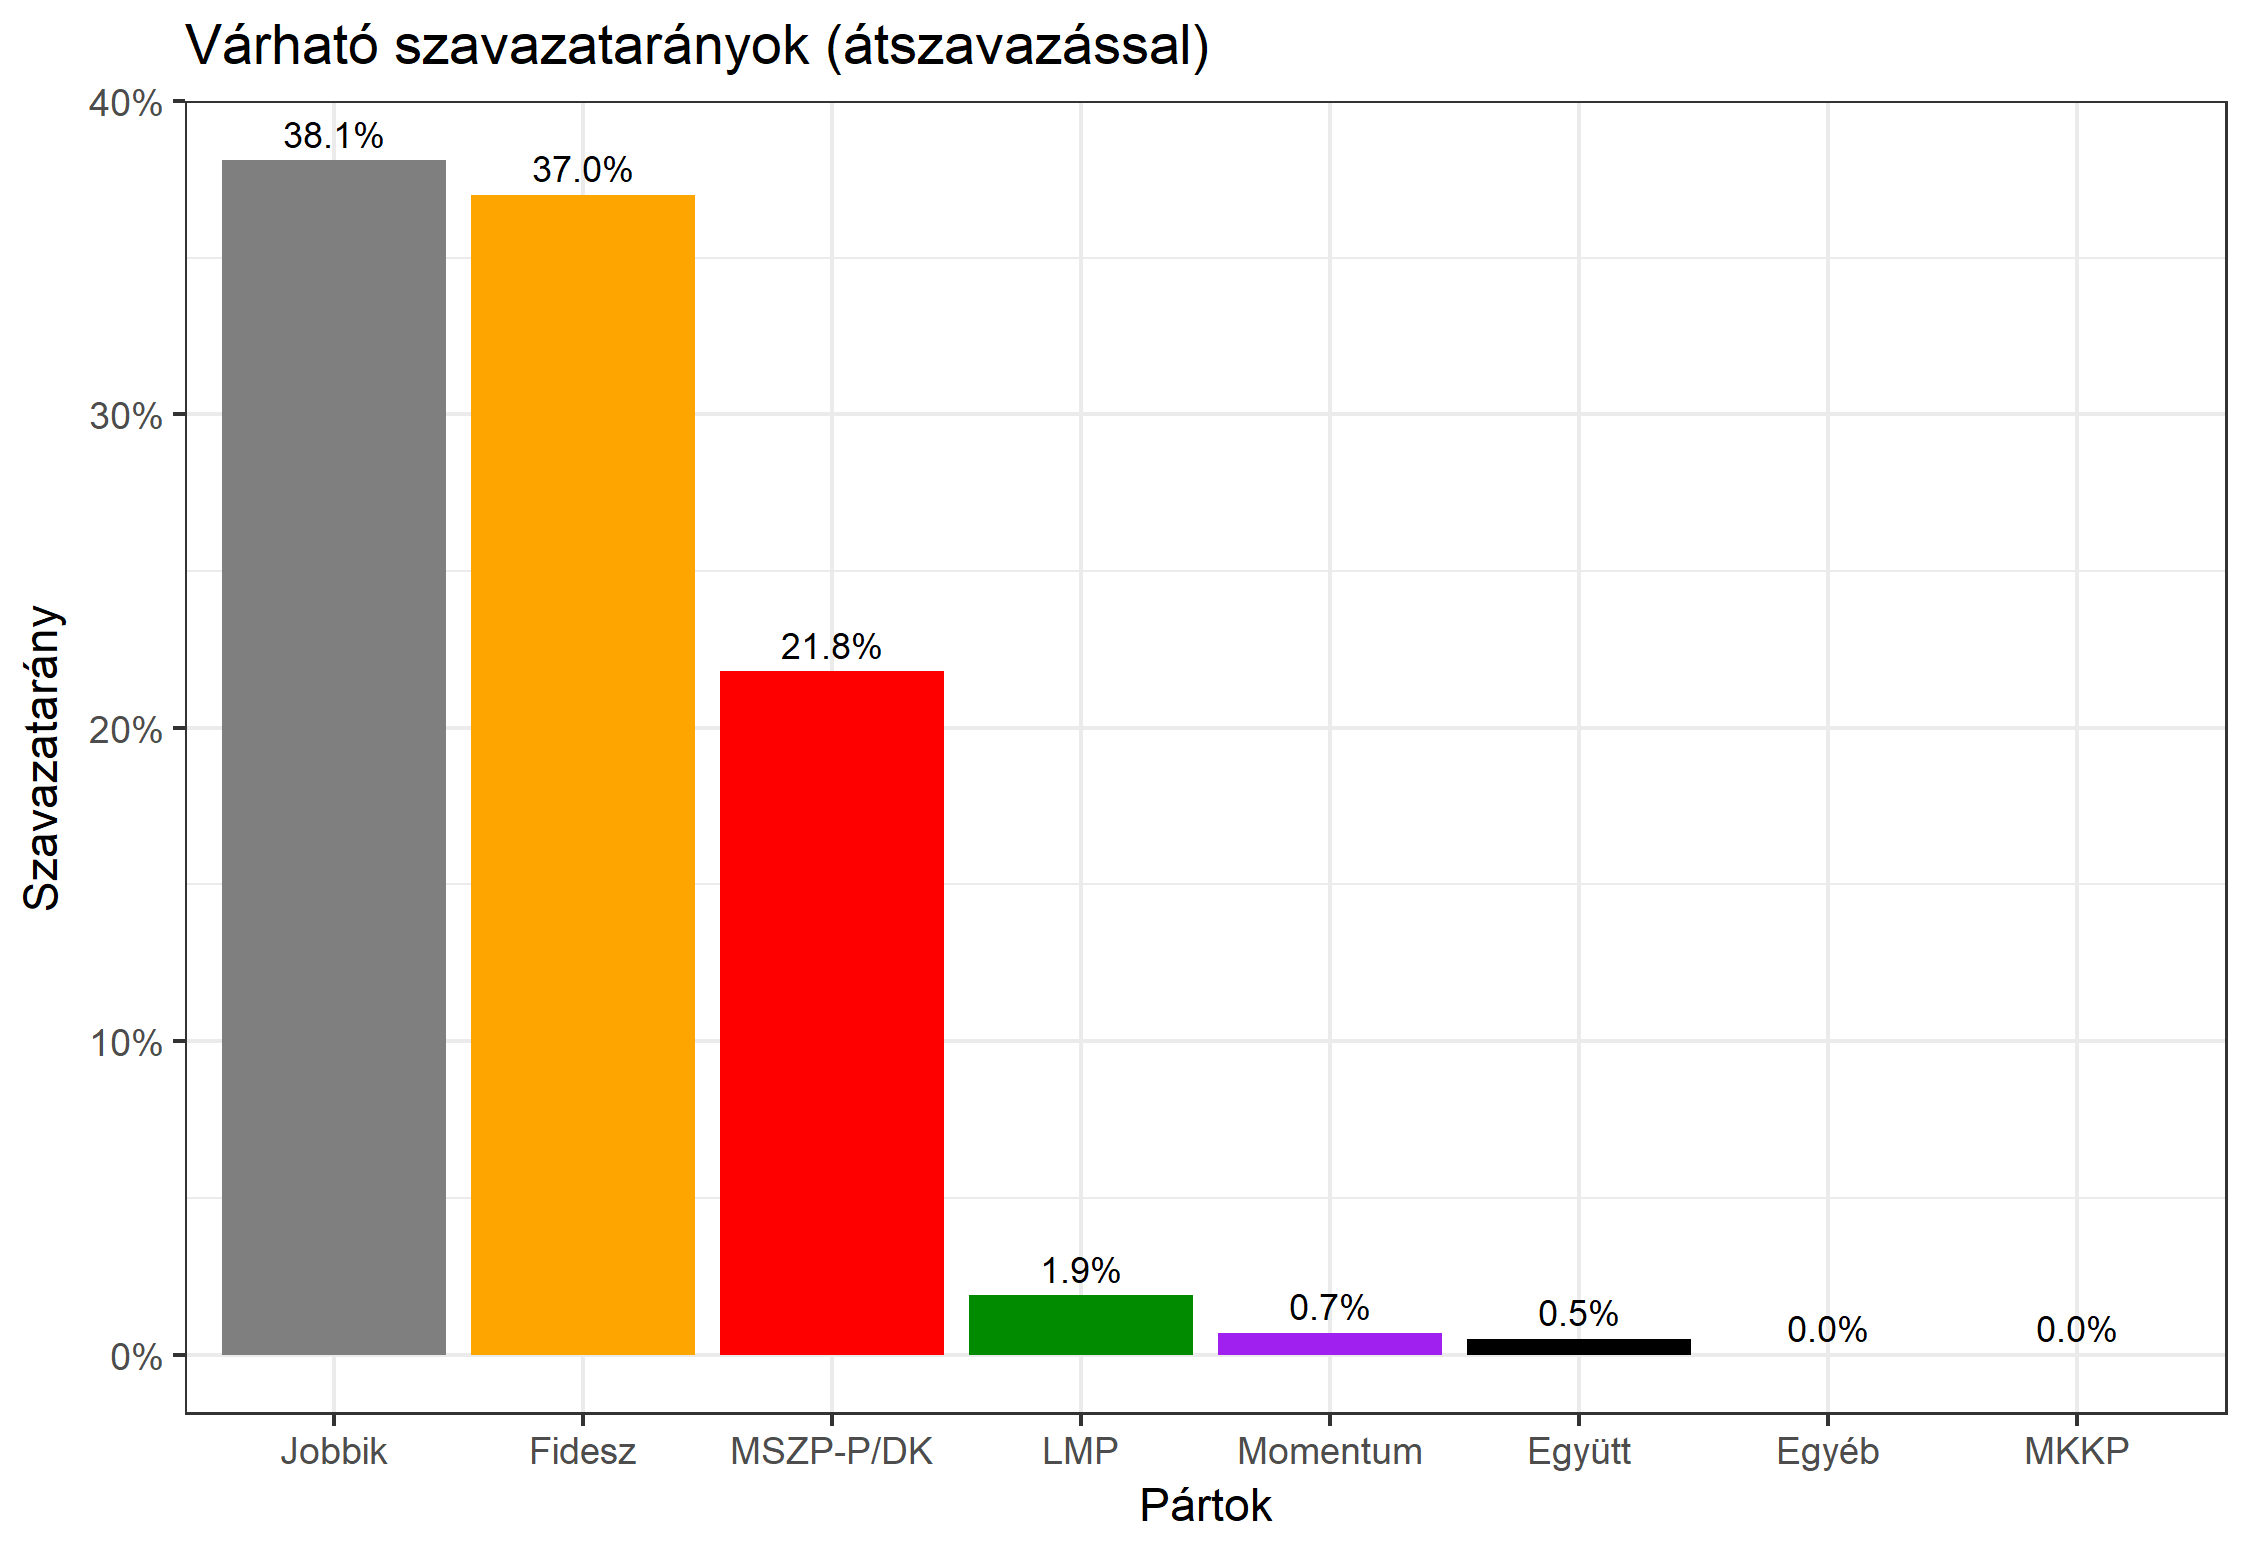 Várható szavazatarányok (átszavazással)
40%
30%
20%
10%
0%
Szavazatarány
38.1%
37.0%
21.8%
1.9%
0.7%
0.5%
0.0%
0.0%
Jobbik
Fidesz
MSZP-P/DK
LMP
Momentum
Együtt
Egyéb
MKKP
Pártok